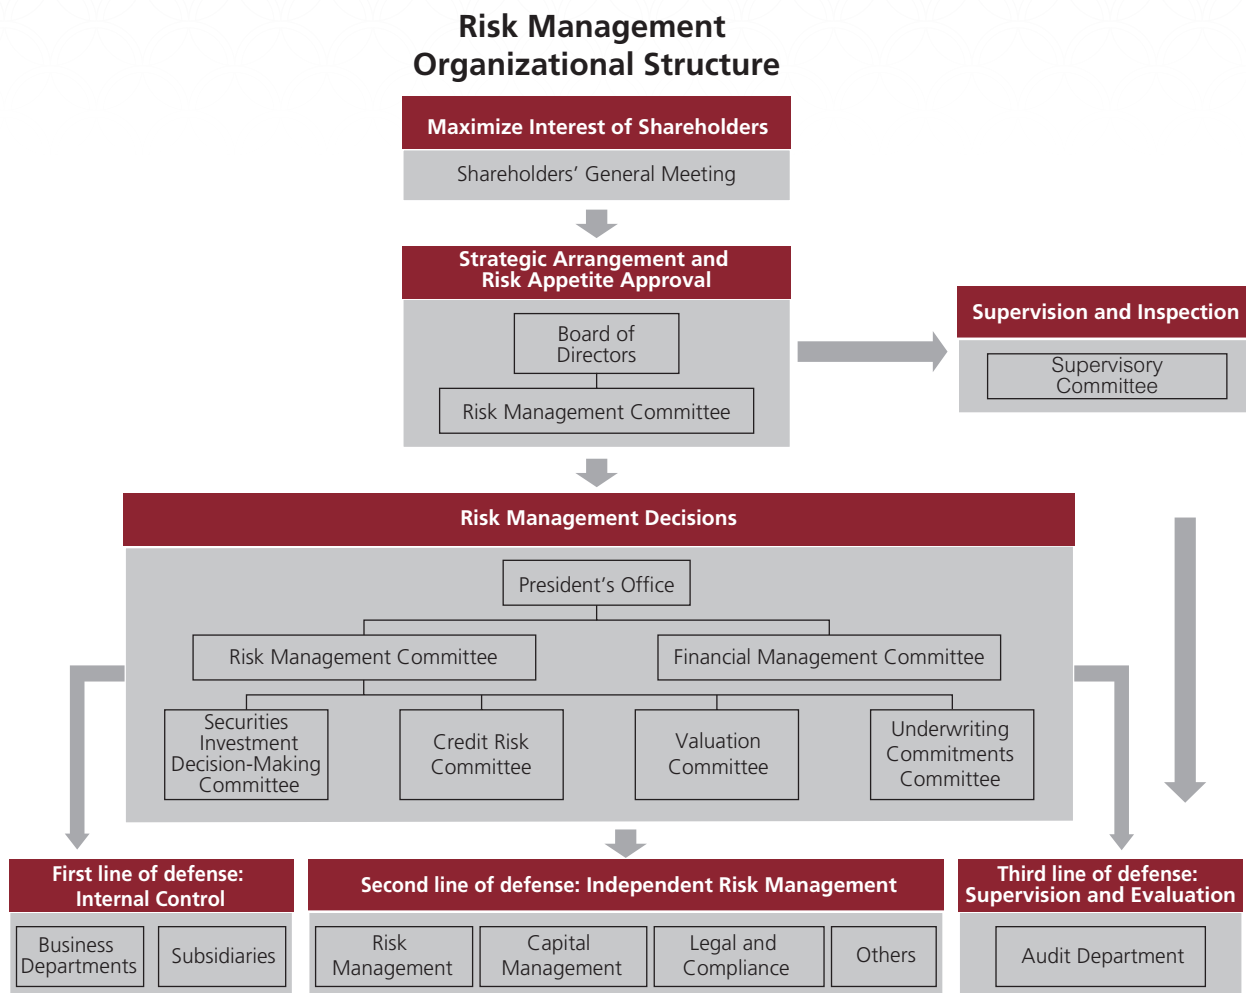 Risk Management
Organizational Structure
Maximize Interest of Shareholders
Shareholders’ General Meeting
Strategic Arrangement and
Risk Appetite Approval
Board of
Directors
Risk Management Committee
Supervision and Inspection
Supervisory
Committee
Risk Management Decisions
President’s Office
Risk Management Committee
Financial Management Committee
Securities
Investment
Decision-Making
Committee
Credit Risk
Committee
Valuation
Committee
Underwriting
Commitments
Committee
First line of defense:
Internal Control
Business
Departments
Subsidiaries
Second line of defense: Independent Risk Management
Risk
Management
Capital
Management
Legal and
Compliance
Others
Third line of defense:
Supervision and Evaluation
Audit Department